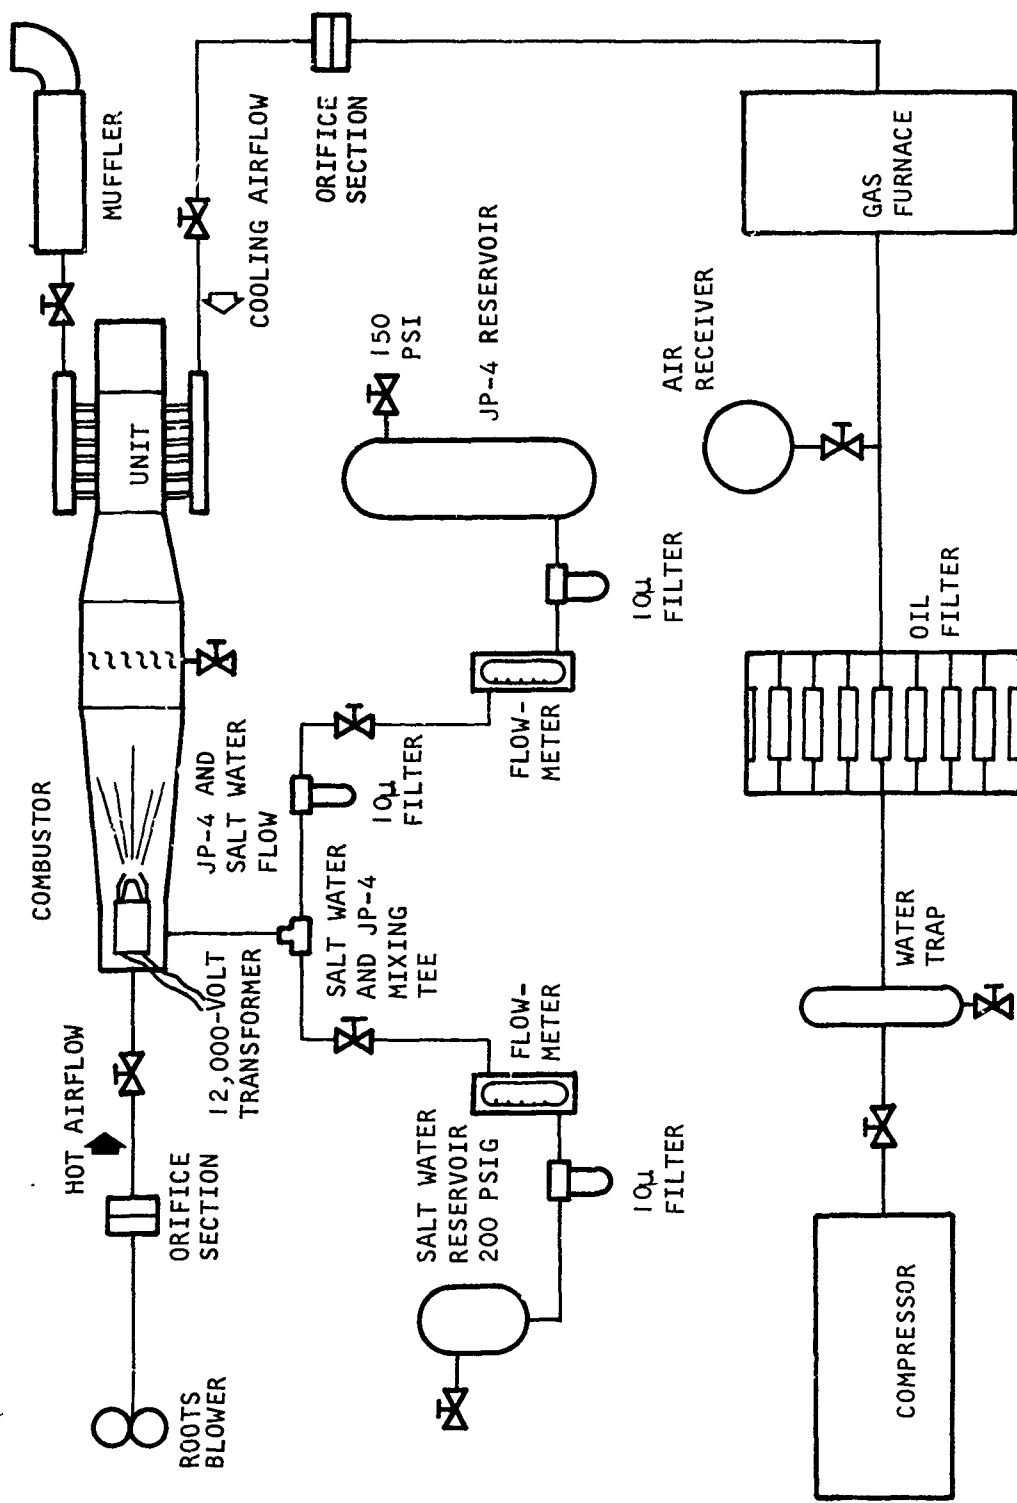 COMBUSTOR
MUFFLER
HOT AIRFLOW
UNIT
ROOTS
BLOWER
ORIFICE
SECTION
12,000-VOLT
TRANSFORMER
JP-4 AND
SALT WATER
FLOW
COOLING AIRFLOW
ORIFICE
SECTION
SALT WATER
AND JP-4
MIXING
TEE
10μ
FILTER
150
PSI
SALT WATER
RESERVOIR
200 PSIG
FLOW-
METER
FLOW-
METER
JP-4 RESERVOIR
10μ
FILTER
10μ
FILTER
AIR
RECEIVER
COMPRESSOR
WATER
TRAP
OIL
FILTER
GAS
FURNACE